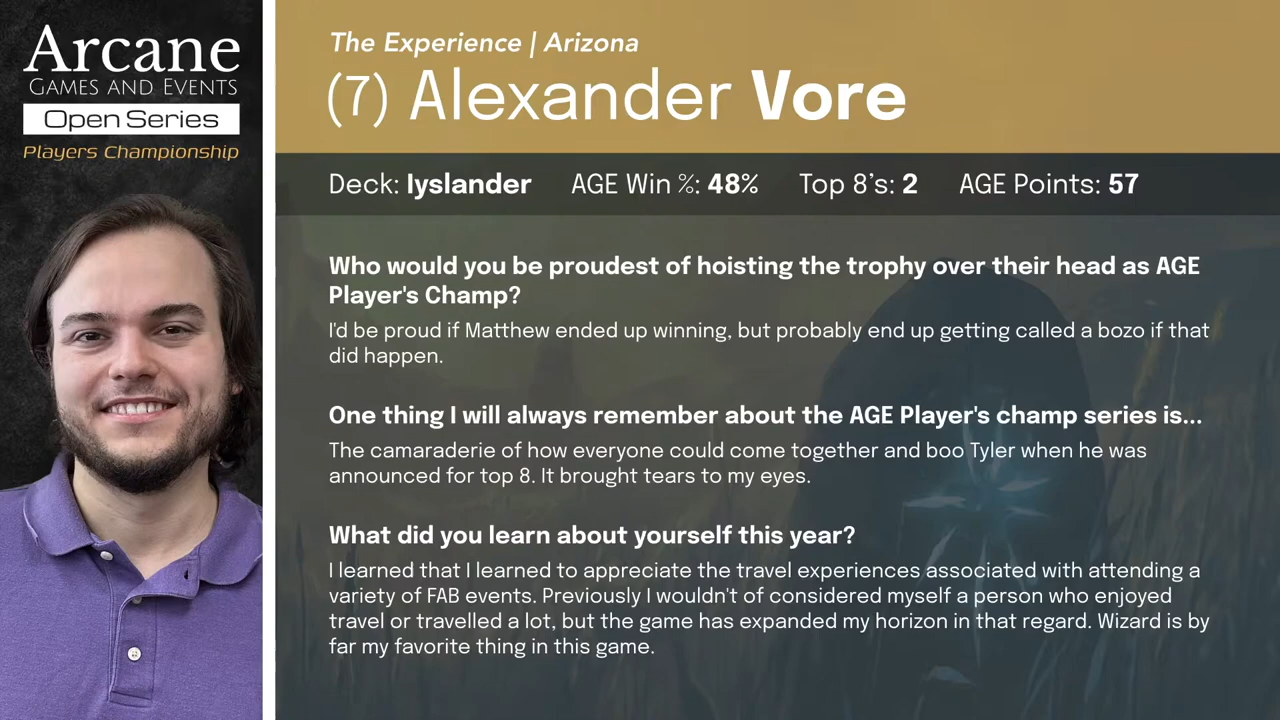 Arcane
GAMES AND EVENTS
Open Series
Players Championship
The Experience | Arizona
(7) Alexander Vore
Deck: Iyslander AGE Win %: 48% Top 8's: 2 AGE Points: 57
Who would you be proudest of hoisting the trophy over their head as AGE
Player's Champ?
I'd be proud if Matthew ended up winning, but probably end up getting called a bozo if that
did happen.
One thing I will always remember about the AGE Player's champ series is...
The camaraderie of how everyone could come together and boo Tyler when he was
announced for top 8. It brought tears to my eyes.
What did you learn about yourself this year?
I learned that I learned to appreciate the travel experiences associated with attending a
variety of FAB events. Previously I wouldn't of considered myself a person who enjoyed
travel or travelled a lot, but the game has expanded my horizon in that regard. Wizard is by
far my favorite thing in this game.